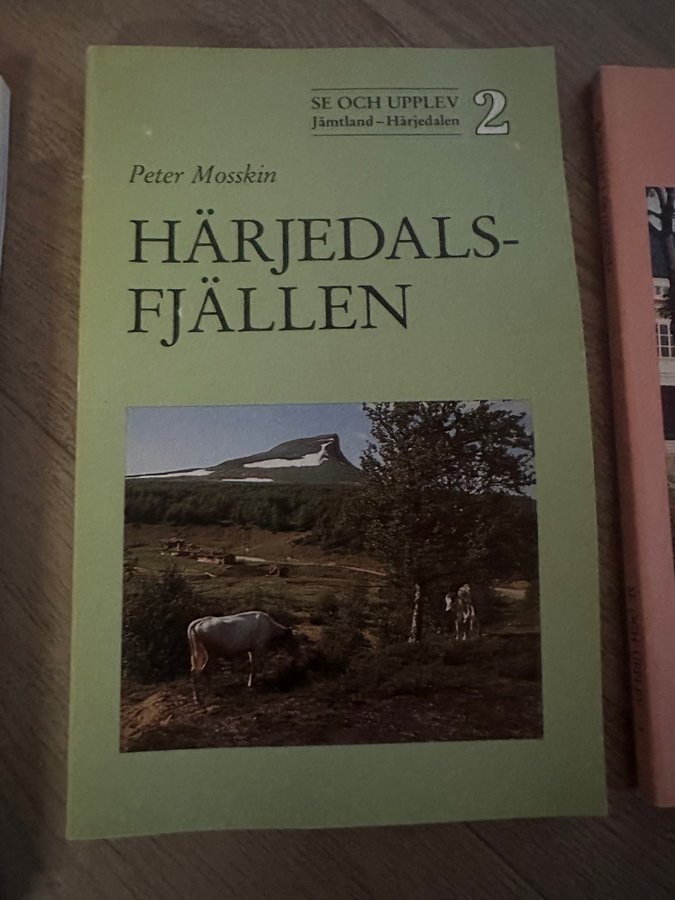 SE OCH UPPLEV
Jämtland – Härjedalen
2
Peter Mosskin
HÄRJEDALS-
FJÄLLEN